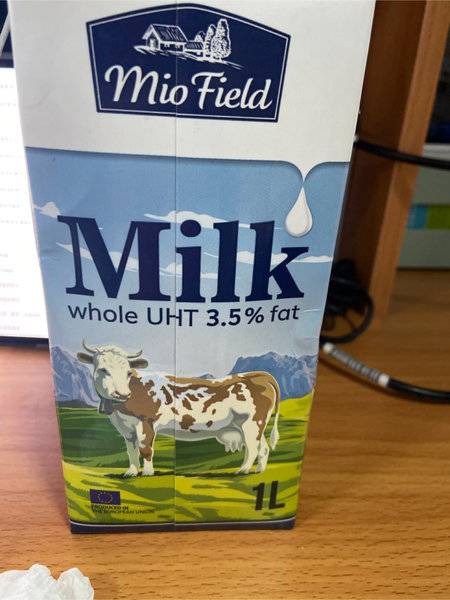 Mio Field
Milk
whole UHT 3.5% fat
PRODUCED IN
THE EUROPEAN UNION
1L